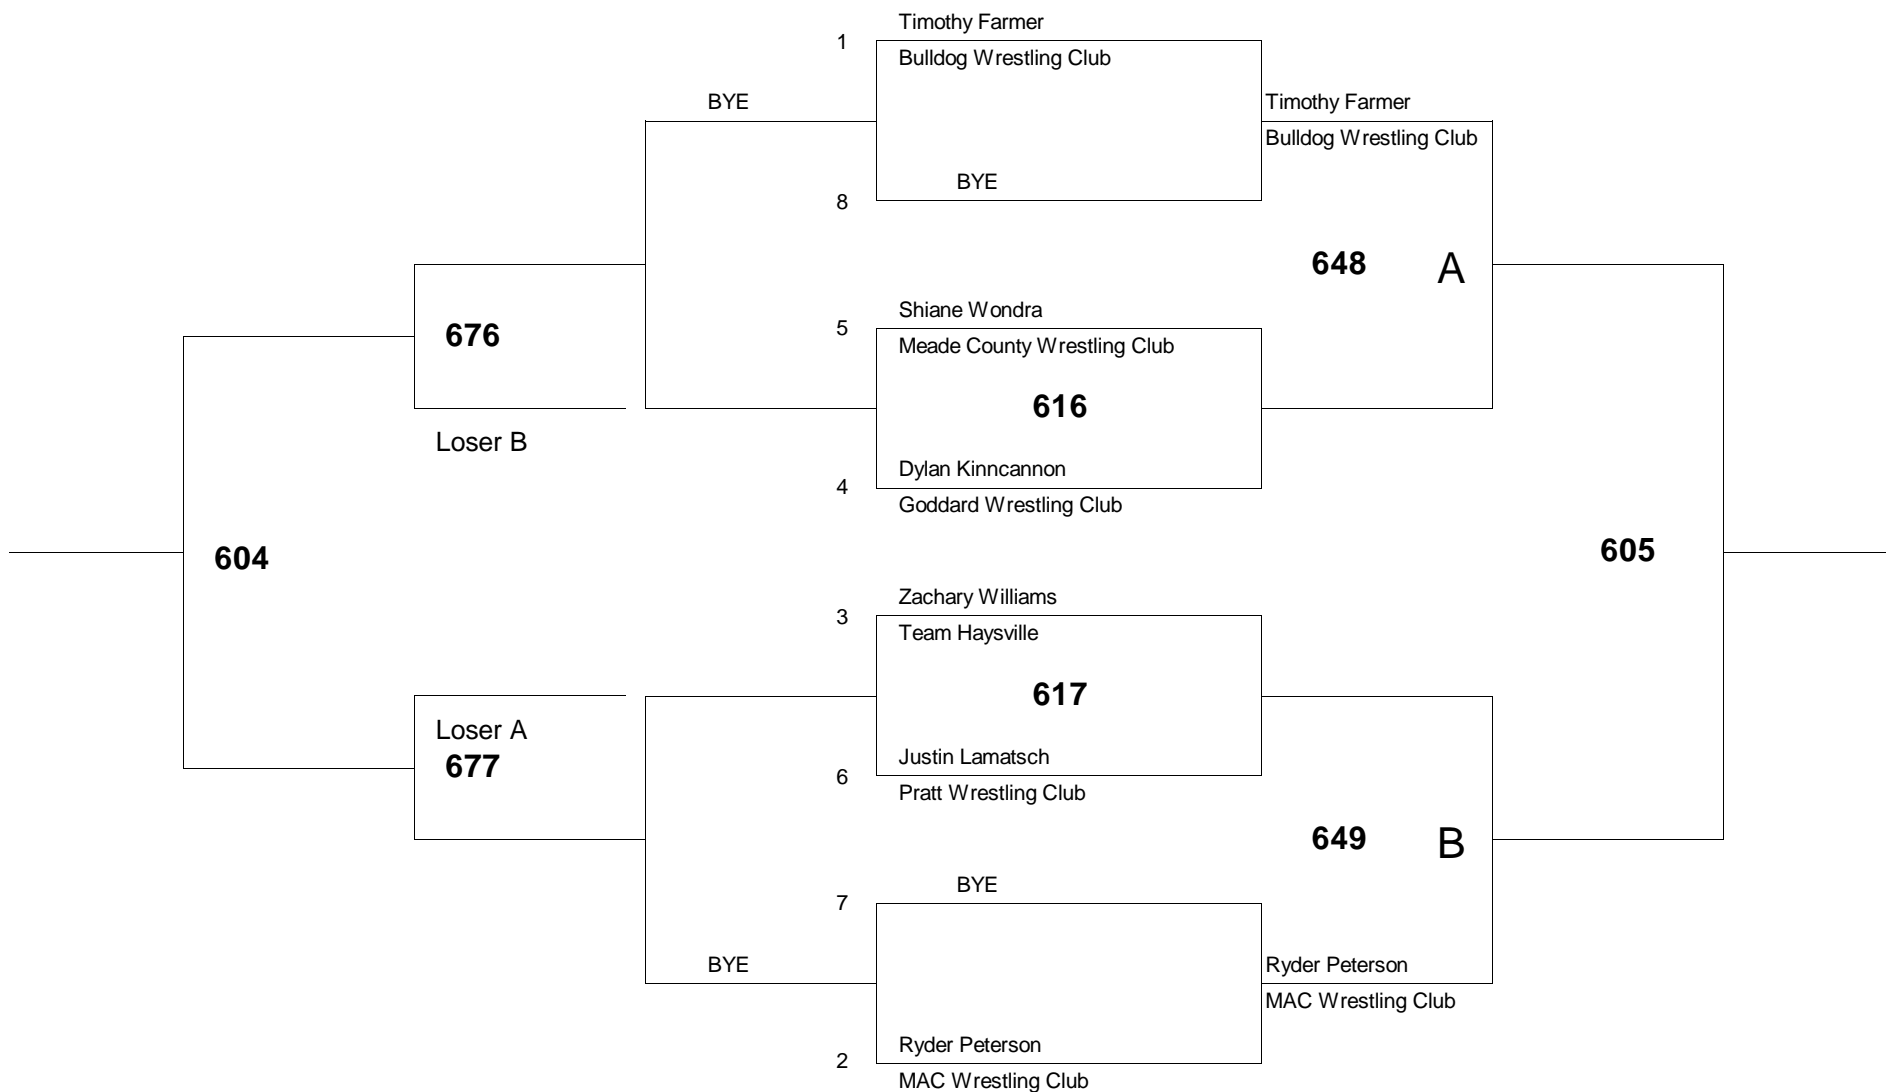 Timothy Farmer
1
Bulldog Wrestling Club
BYE
Timothy Farmer
Bulldog Wrestling Club
BYE
8
648
A
Shiane Wondra
5
676
Meade County Wrestling Club
616
Loser B
Dylan Kinncannon
4
Goddard Wrestling Club
604
605
Zachary Williams
3
Team Haysville
617
Loser A
677
Justin Lamatsch
6
Pratt Wrestling Club
649
B
BYE
7
BYE
Ryder Peterson
MAC Wrestling Club
Ryder Peterson
2
MAC Wrestling Club